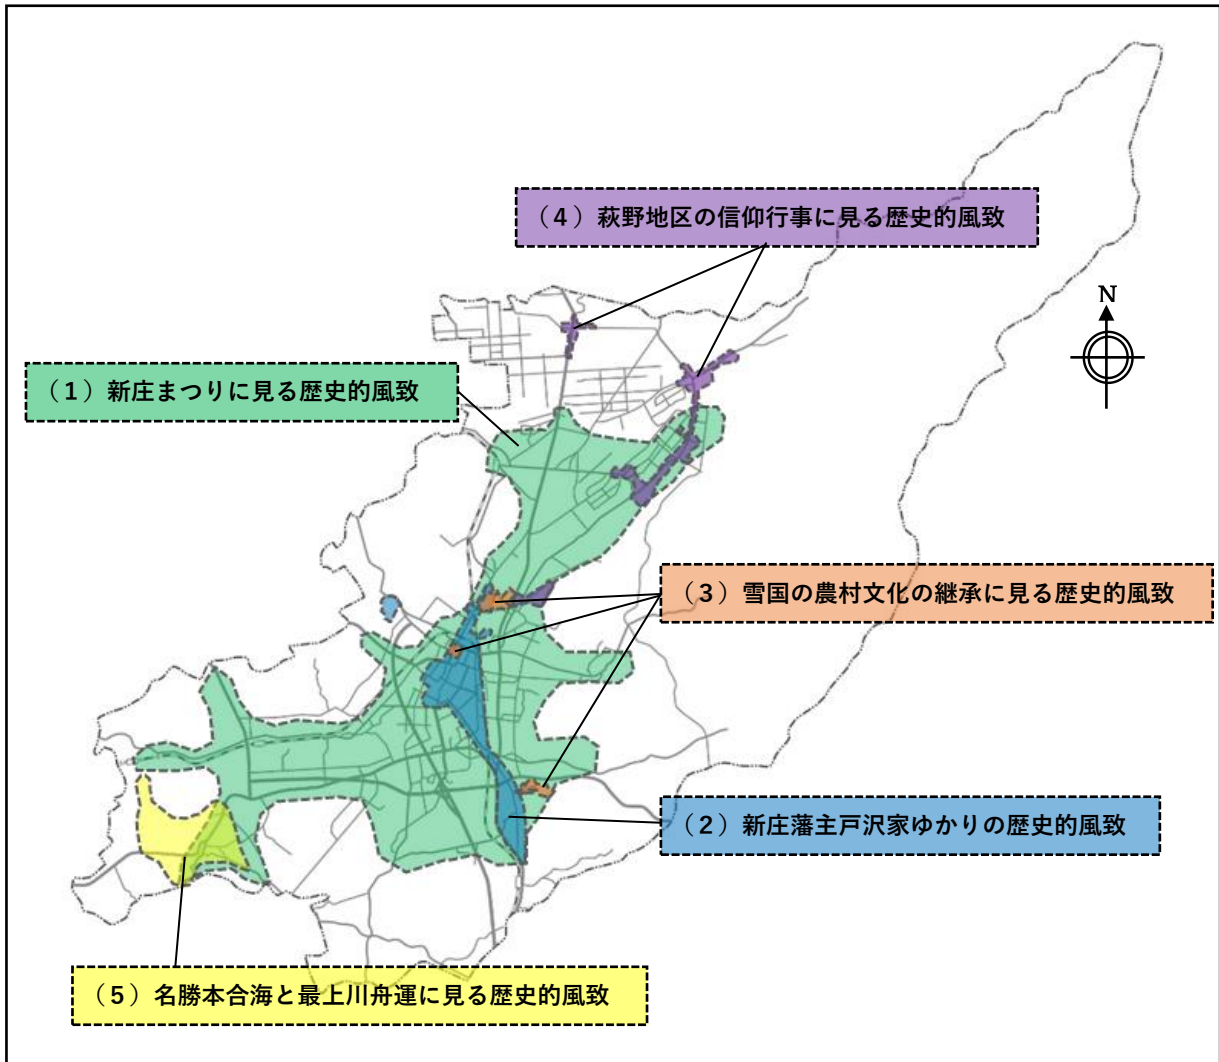 （４）萩野地区の信仰行事に見る歴史的風致
N
（１）新庄まつりに見る歴史的風致
（３）雪国の農村文化の継承に見る歴史的風致
（２）新庄藩主戸沢家ゆかりの歴史的風致
（５）名勝本合海と最上川舟運に見る歴史的風致